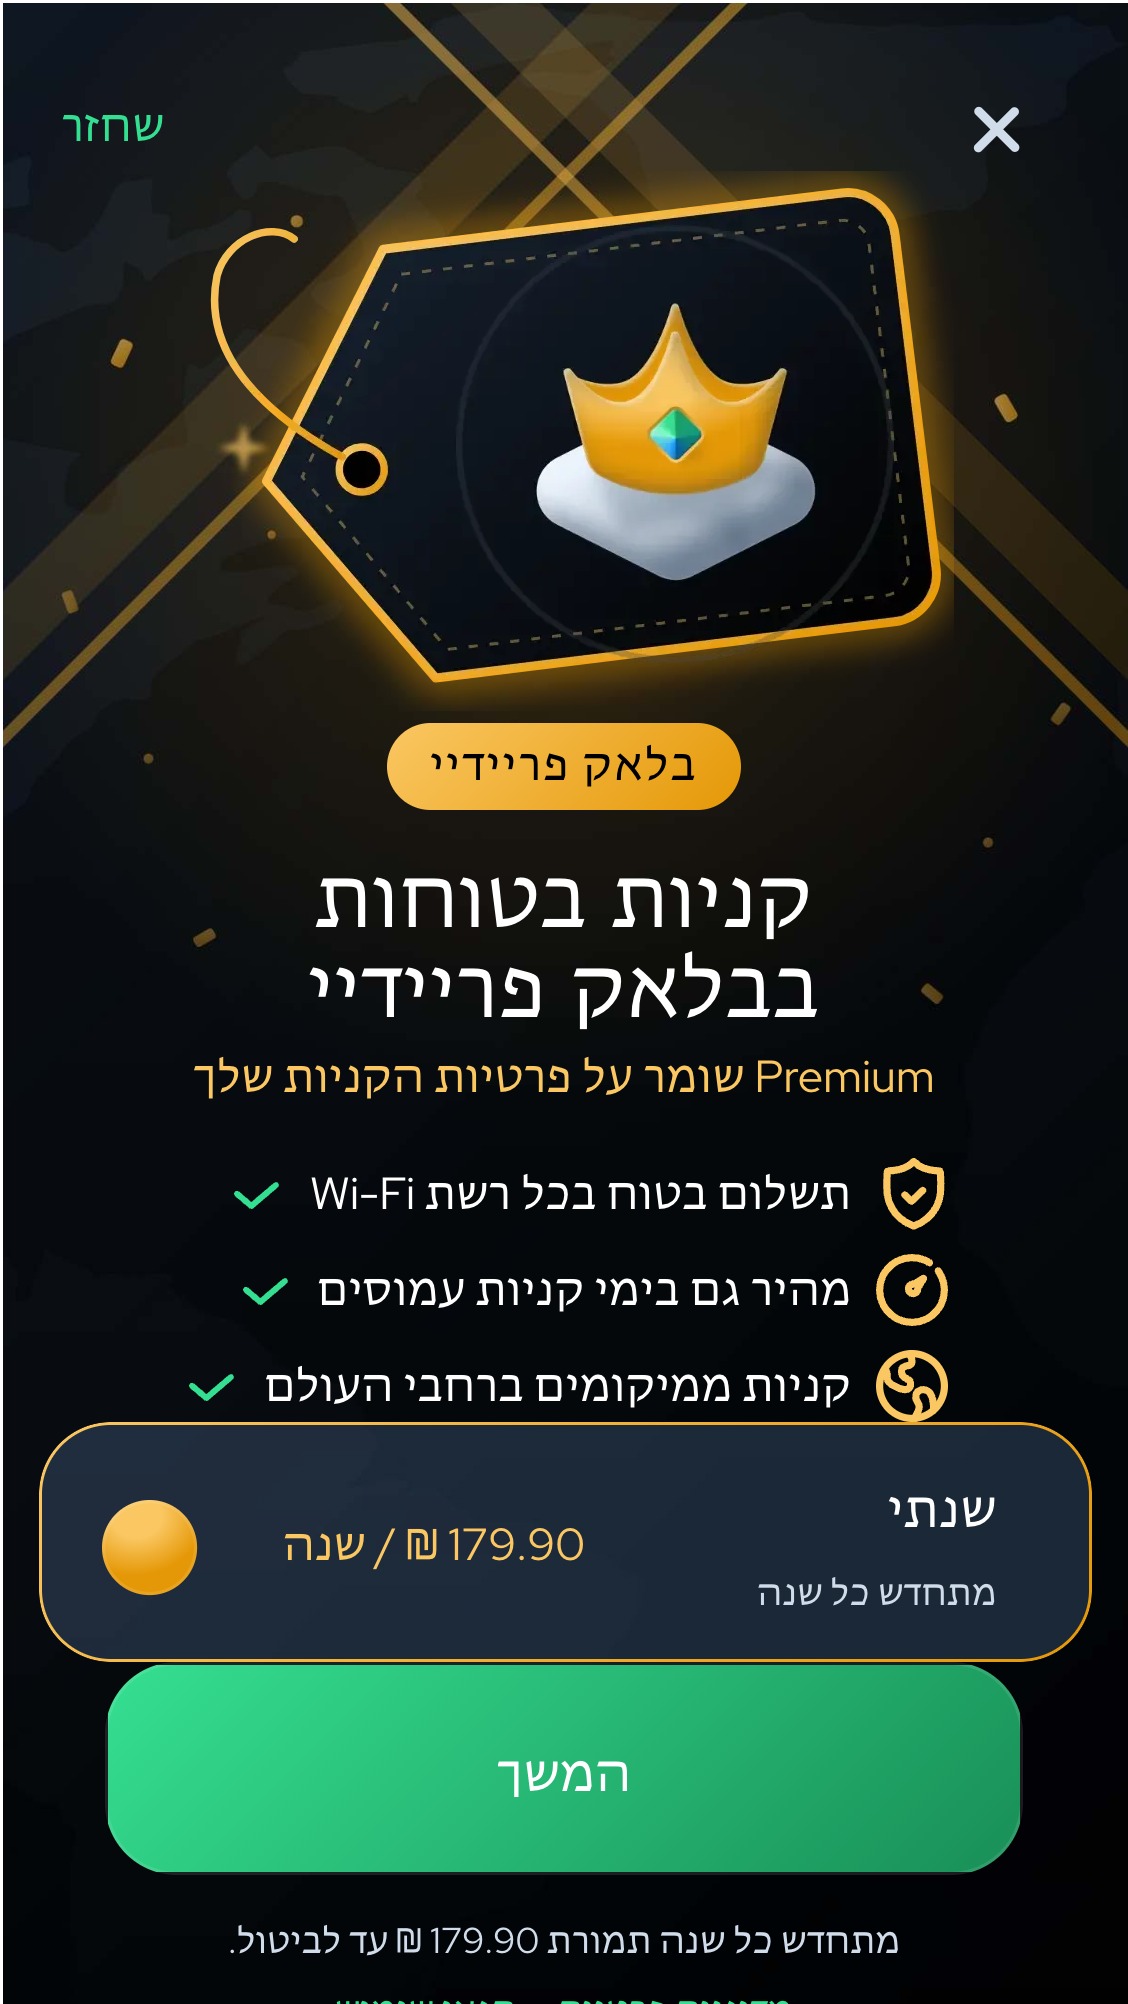 שחזר
בלאק פריידיי
קניות בטוחות
בבלאק פריידיי
Premium שומר על פרטיות הקניות שלך
תשלום בטוח בכל רשת Wi-Fi
מהיר גם בימי קניות עמוסים
קניות ממיקומים ברחבי העולם
שנתי
179.90 ₪ / שנה
מתחדש כל שנה
המשך
מתחדש כל שנה תמורת 179.90 ₪ עד לביטול.